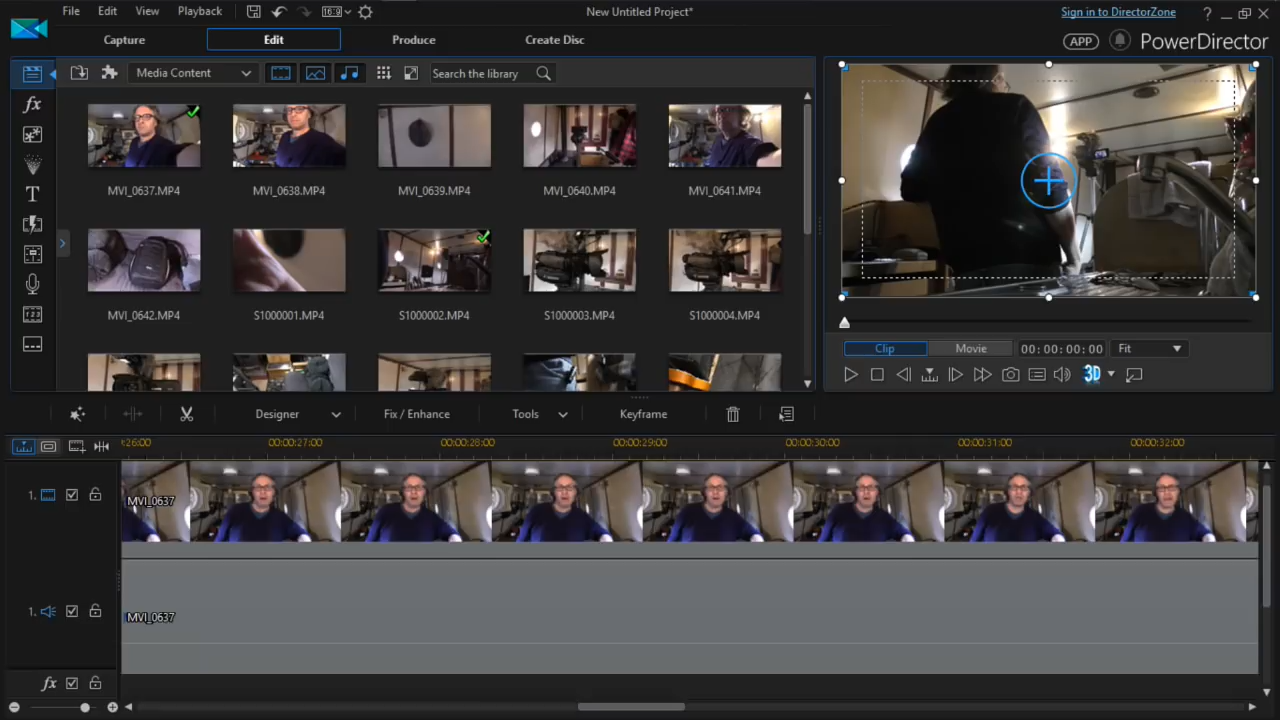 File Edit View Playback 16:9 New Untitled Project* Sign in to DirectorZone ?
Capture Edit Produce Create Disc APP PowerDirector
Media Content Search the library
fx
T
MVI_0637.MP4 MVI_0638.MP4 MVI_0639.MP4 MVI_0640.MP4 MVI_0641.MP4
MVI_0642.MP4 S1000001.MP4 S1000002.MP4 S1000003.MP4 S1000004.MP4
Clip Movie 00:00:00:00 Fit
3D
Designer Fix / Enhance Tools Keyframe
:26:00 00:00:27:00 00:00:28:00 00:00:29:00 00:00:30:00 00:00:31:00 00:00:32:00
1. MVI_0637
1. MVI_0637
fx